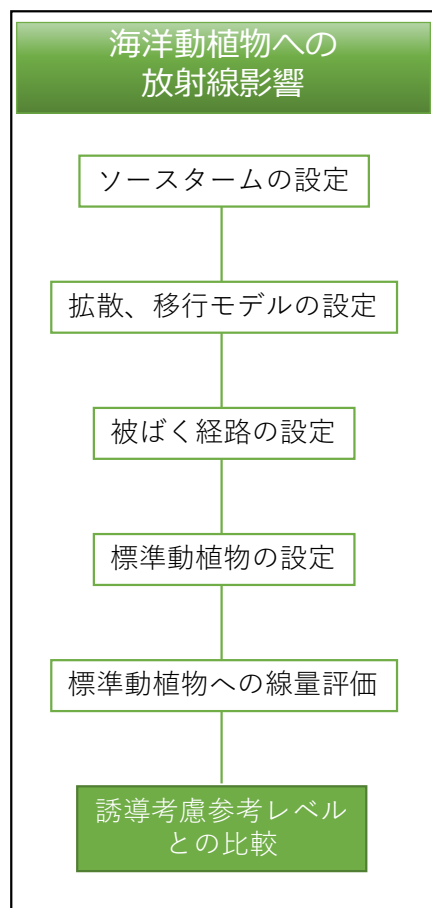 海洋動植物への
放射線影響
ソースタームの設定
拡散、移行モデルの設定
被ばく経路の設定
標準動植物の設定
標準動植物への線量評価
誘導考慮参考レベル
との比較